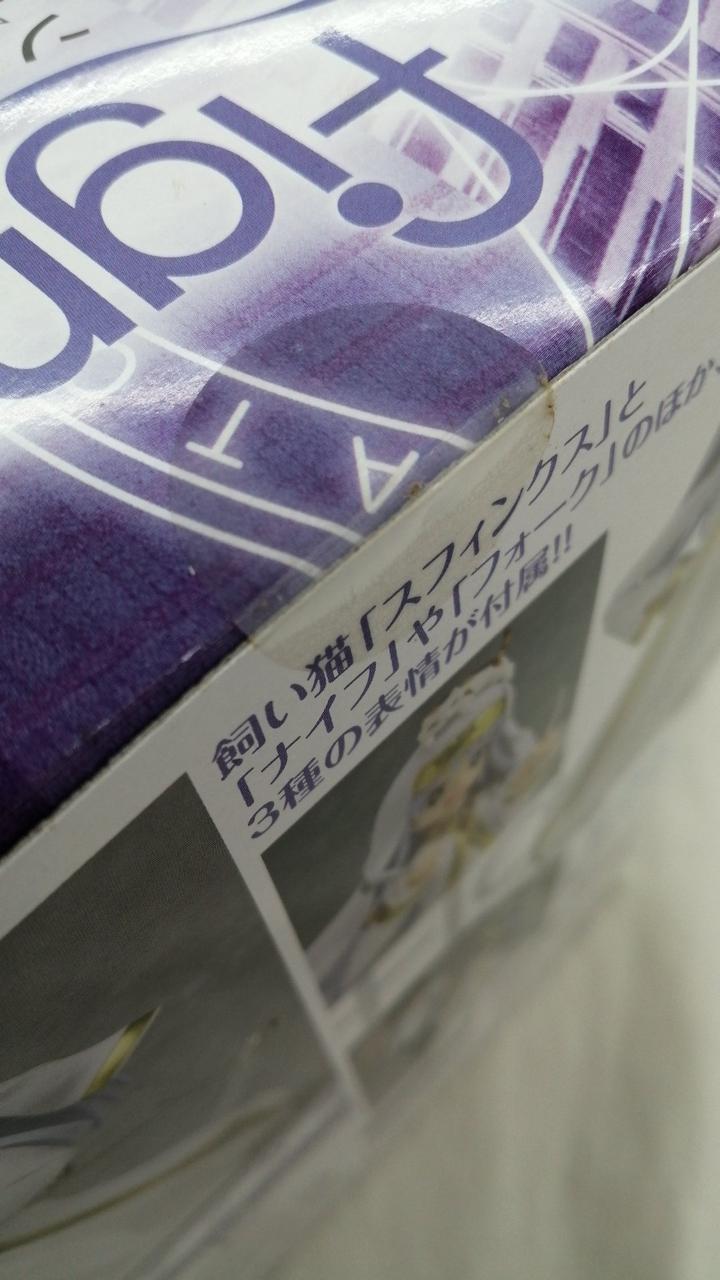 figm
T A
飼い猫「スフィンクス」と
「ナイフ」や「フォーク」のほか、
3種の表情が付属!!